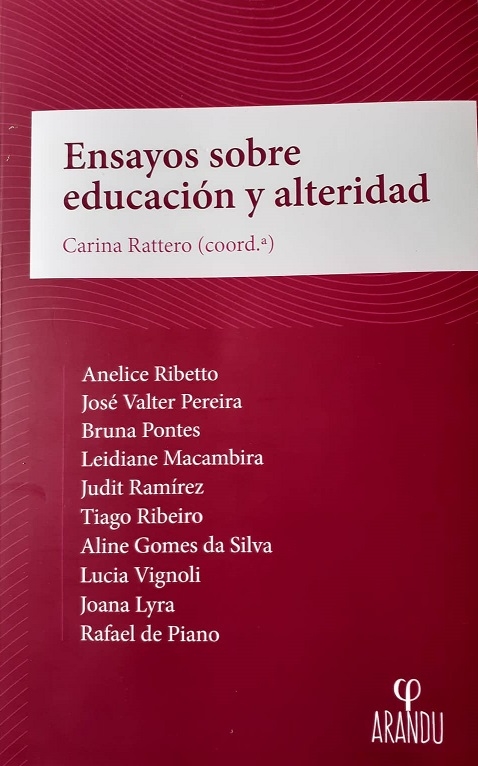 Ensayos sobre
educación y alteridad
Carina Rattero (coord.ª)
Anelice Ribetto
José Valter Pereira
Bruna Pontes
Leidiane Macambira
Judit Ramírez
Tiago Ribeiro
Aline Gomes da Silva
Lucia Vignoli
Joana Lyra
Rafael de Piano
φ
ARANDU